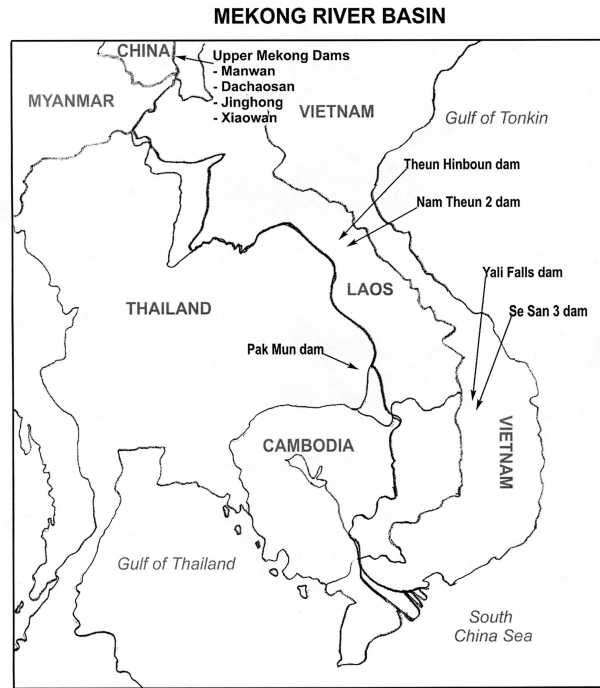 MEKONG RIVER BASIN
CHINA
Upper Mekong Dams
- Manwan
- Dachaosan
- Jinghong
- Xiaowan
MYANMAR
VIETNAM
Gulf of Tonkin
Theun Hinboun dam
Nam Theun 2 dam
Yali Falls dam
LAOS
THAILAND
Se San 3 dam
Pak Mun dam
CAMBODIA
VIETNAM
Gulf of Thailand
South
China Sea